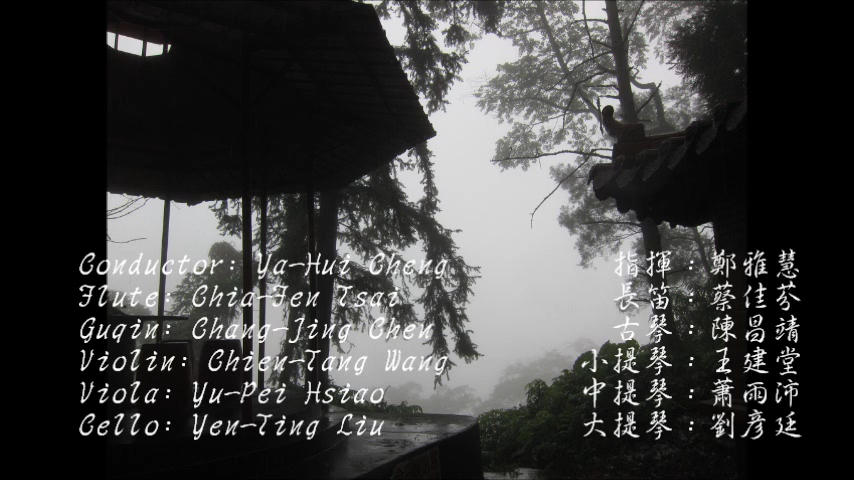 Conductor: Ya-Hui Cheng 指揮：鄭雅慧
Flute: Chia-Fen Tsai 長笛：蔡佳芬
Guqin: Chang-Jing Chen 古琴：陳昌靖
Violin: Chien-Tang Wang 小提琴：王建堂
Viola: Yu-Pei Hsiao 中提琴：蕭雨沛
Cello: Yen-Ting Liu 大提琴：劉彦廷